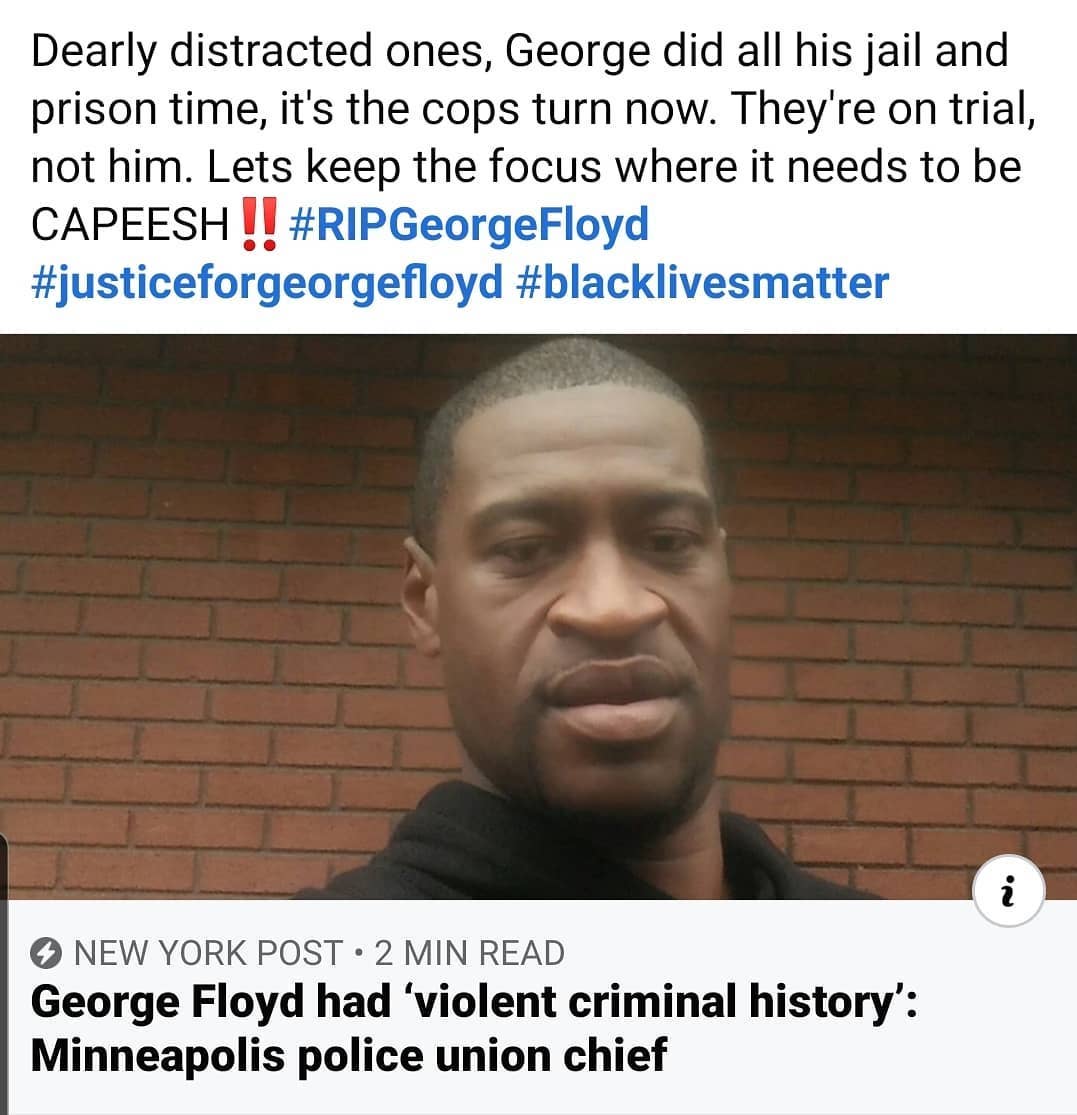 Dearly distracted ones, George did all his jail and
prison time, it's the cops turn now. They're on trial,
not him. Lets keep the focus where it needs to be
CAPEESH‼️ #RIPGeorgeFloyd
#justiceforgeorgefloyd #blacklivesmatter
i
NEW YORK POST • 2 MIN READ
George Floyd had ‘violent criminal history’:
Minneapolis police union chief